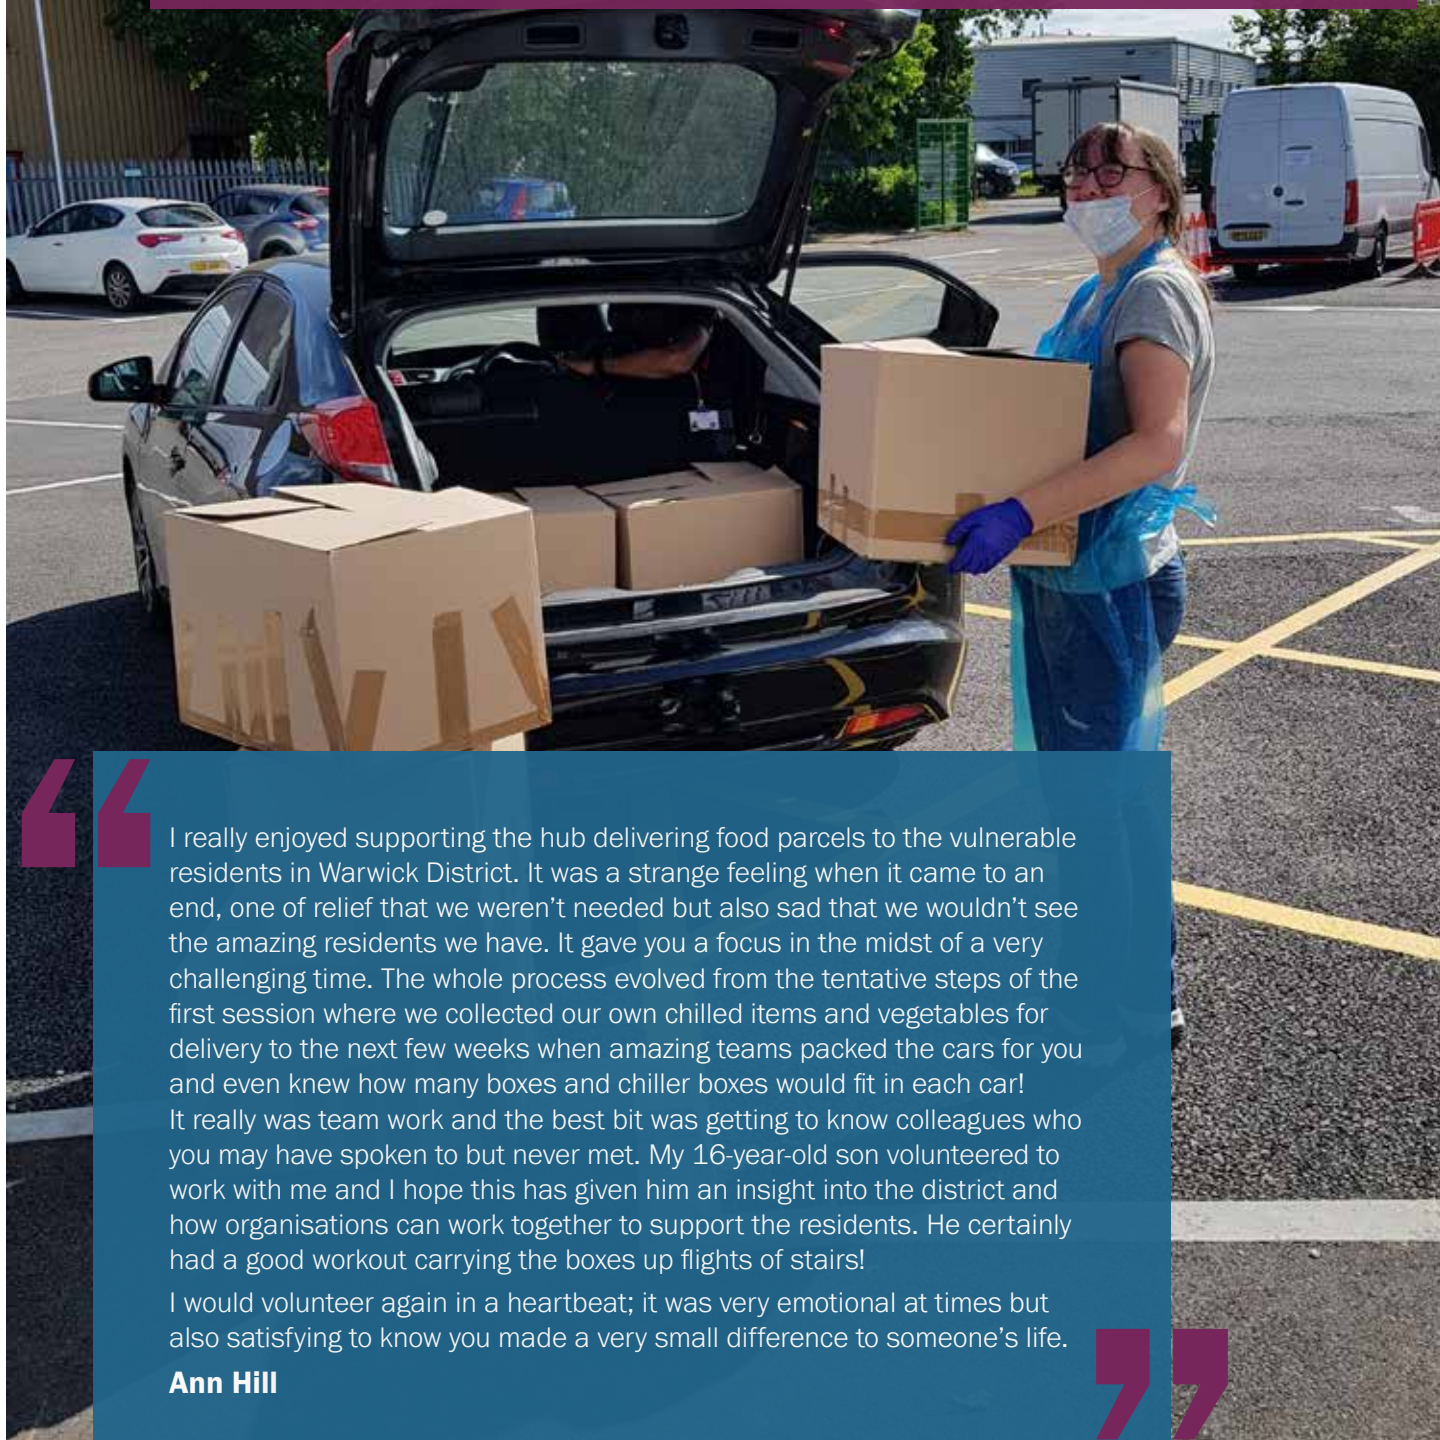 “
I really enjoyed supporting the hub delivering food parcels to the vulnerable
residents in Warwick District. It was a strange feeling when it came to an
end, one of relief that we weren’t needed but also sad that we wouldn’t see
the amazing residents we have. It gave you a focus in the midst of a very
challenging time. The whole process evolved from the tentative steps of the
first session where we collected our own chilled items and vegetables for
delivery to the next few weeks when amazing teams packed the cars for you
and even knew how many boxes and chiller boxes would fit in each car!
It really was team work and the best bit was getting to know colleagues who
you may have spoken to but never met. My 16-year-old son volunteered to
work with me and I hope this has given him an insight into the district and
how organisations can work together to support the residents. He certainly
had a good workout carrying the boxes up flights of stairs!
I would volunteer again in a heartbeat; it was very emotional at times but
also satisfying to know you made a very small difference to someone’s life.
”
Ann Hill